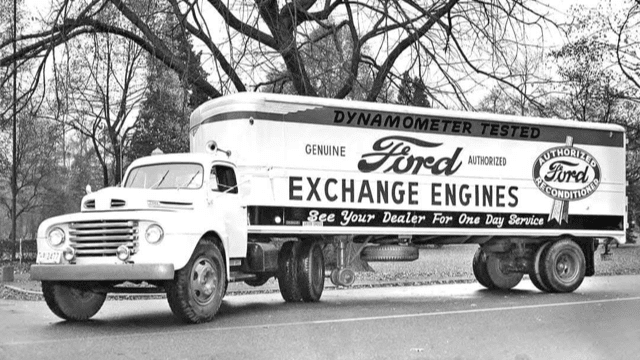 DYNAMOMETER TESTED
GENUINE Ford AUTHORIZED
EXCHANGE ENGINES
See Your Dealer For One Day Service
AUTHORIZED
Ford
RECONDITIONED